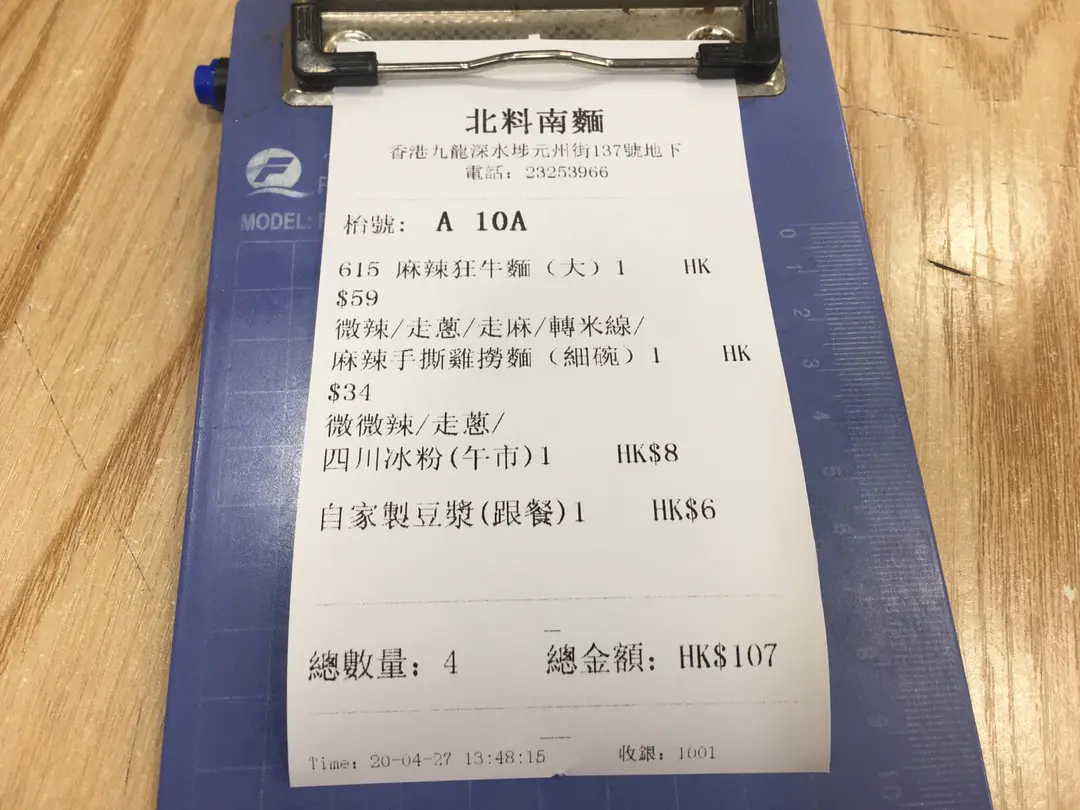 北料南麵
香港九龍深水埗元州街137號地下
電話: 23253966
枱號: A 10A
615 麻辣狂牛麵（大）1 HK
$59
微辣/走蔥/走麻/轉米線/
麻辣手撕雞撈麵（細碗）1 HK
$34
微微辣/走蔥/
四川冰粉(午市)1 HK$8
自家製豆漿(跟餐)1 HK$6
總數量: 4 總金額: HK$107
Time: 20-04-27 13:48:15 收銀: 1001
F
MODEL:
0
1
2
3
4